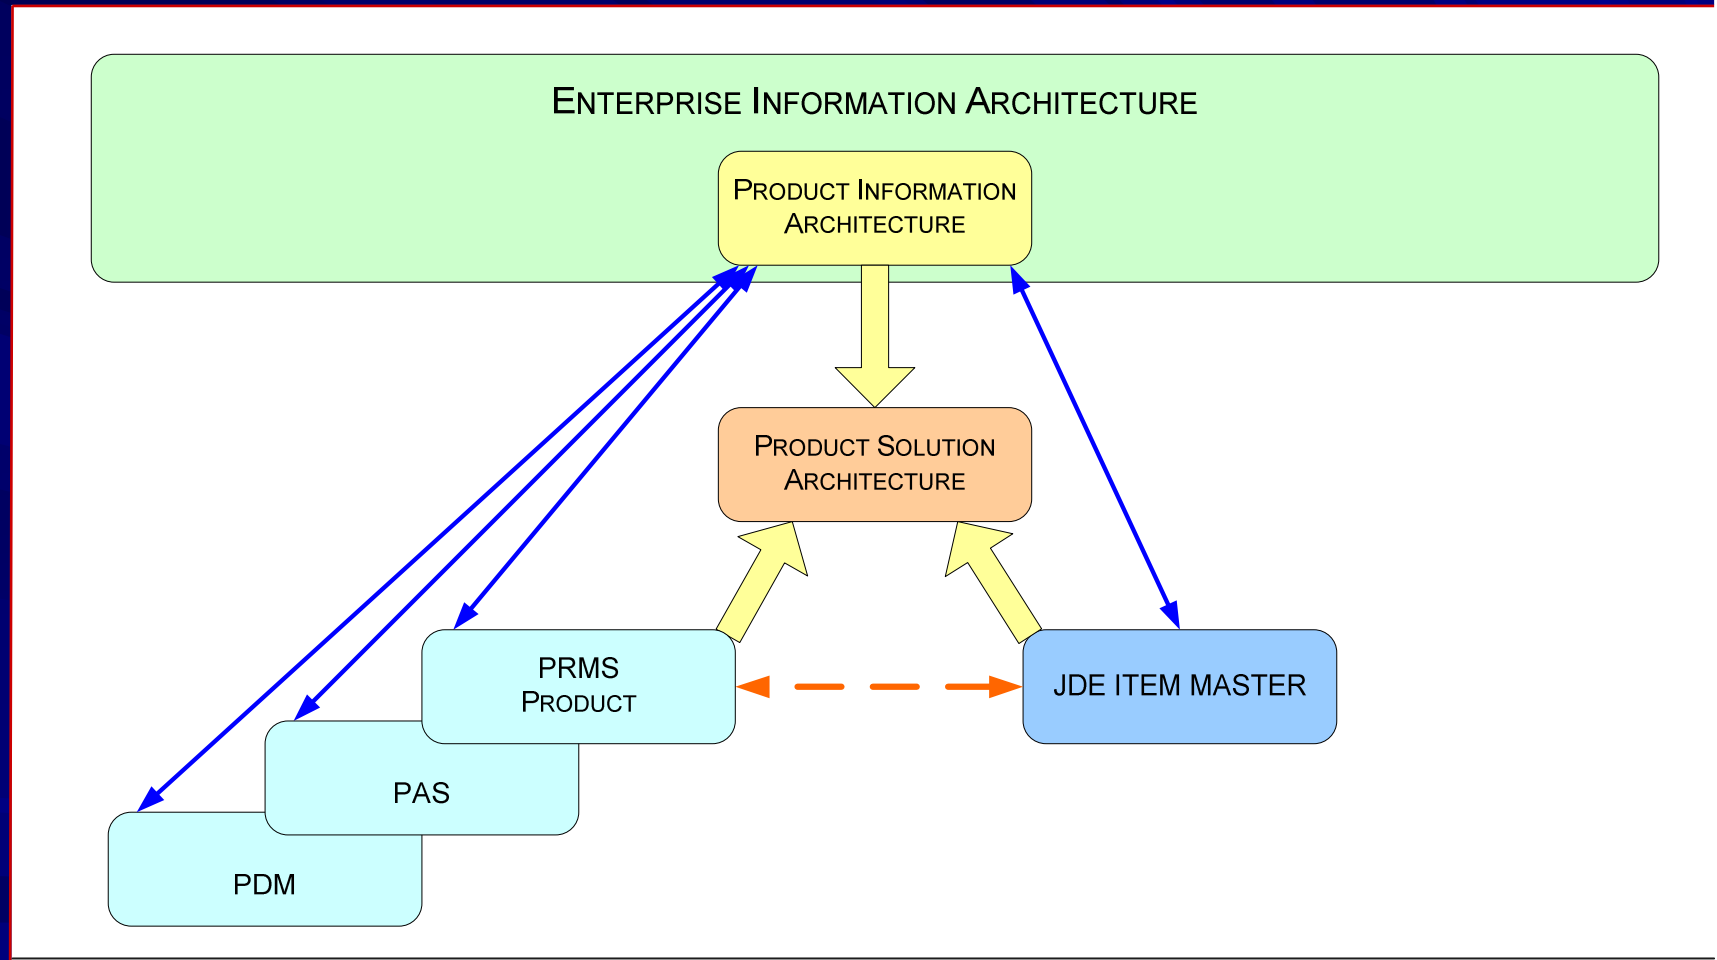 ENTERPRISE INFORMATION ARCHITECTURE
PRODUCT INFORMATION
ARCHITECTURE
PRODUCT SOLUTION
ARCHITECTURE
PRMS
PRODUCT
JDE ITEM MASTER
PAS
PDM